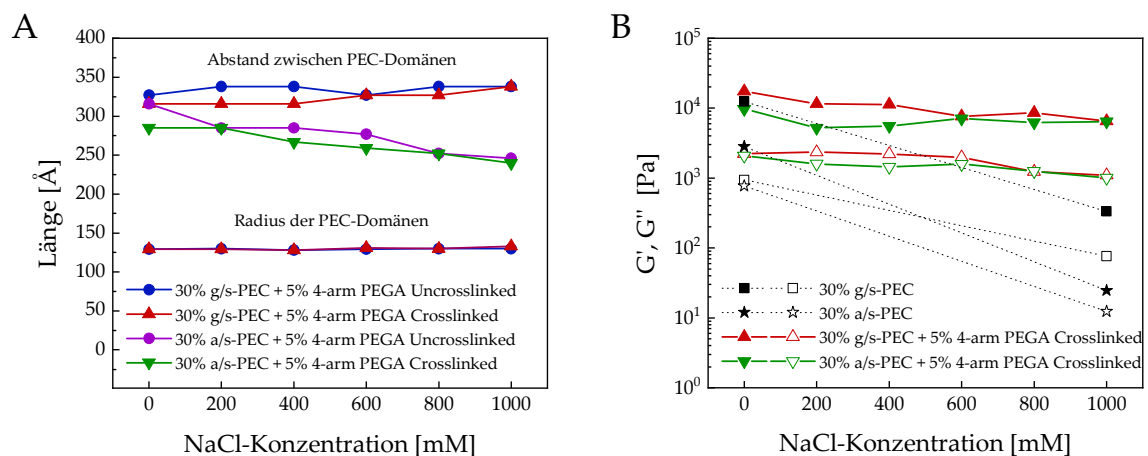 A
Länge [Å]
400
350
300
250
200
150
100
50
0
Abstand zwischen PEC-Domänen
Radius der PEC-Domänen
30% g/s-PEC + 5% 4-arm PEGA Uncrosslinked
30% g/s-PEC + 5% 4-arm PEGA Crosslinked
30% a/s-PEC + 5% 4-arm PEGA Uncrosslinked
30% a/s-PEC + 5% 4-arm PEGA Crosslinked
0 200 400 600 800 1000
NaCl-Konzentration [mM]
B
G', G'' [Pa]
10⁵
10⁴
10³
10²
10¹
10⁰
30% g/s-PEC
30% a/s-PEC
30% g/s-PEC + 5% 4-arm PEGA Crosslinked
30% a/s-PEC + 5% 4-arm PEGA Crosslinked
0 200 400 600 800 1000
NaCl-Konzentration [mM]